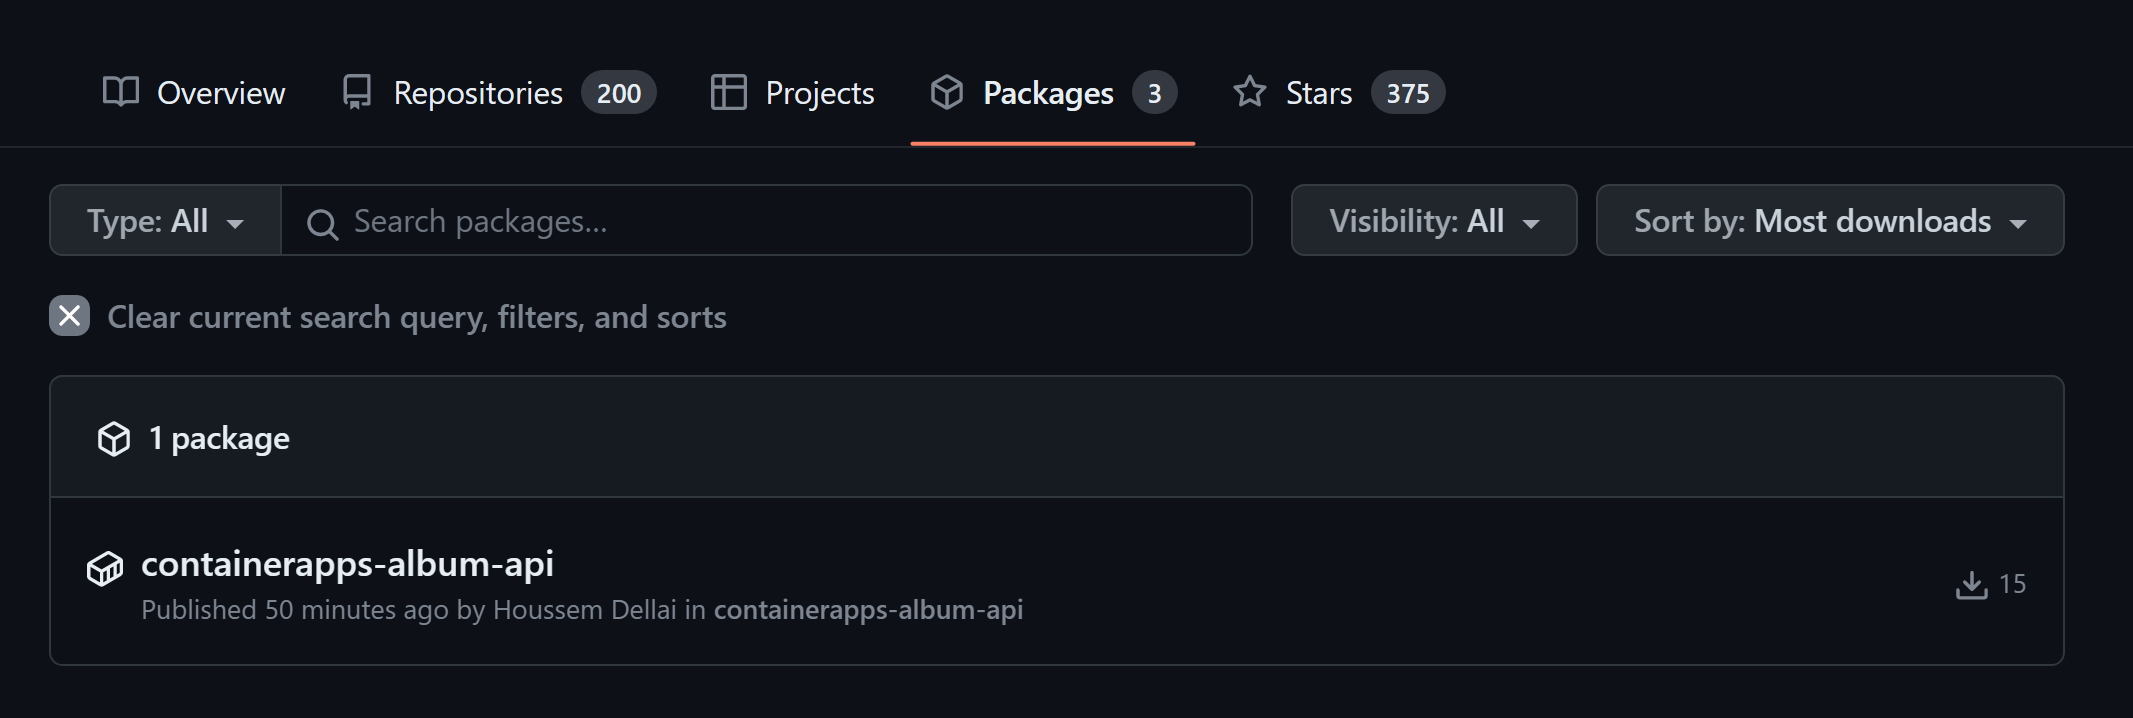 Overview Repositories 200 Projects Packages 3 Stars 375
Type: All Search packages... Visibility: All Sort by: Most downloads
Clear current search query, filters, and sorts
1 package
containerapps-album-api
Published 50 minutes ago by Houssem Dellai in containerapps-album-api 15